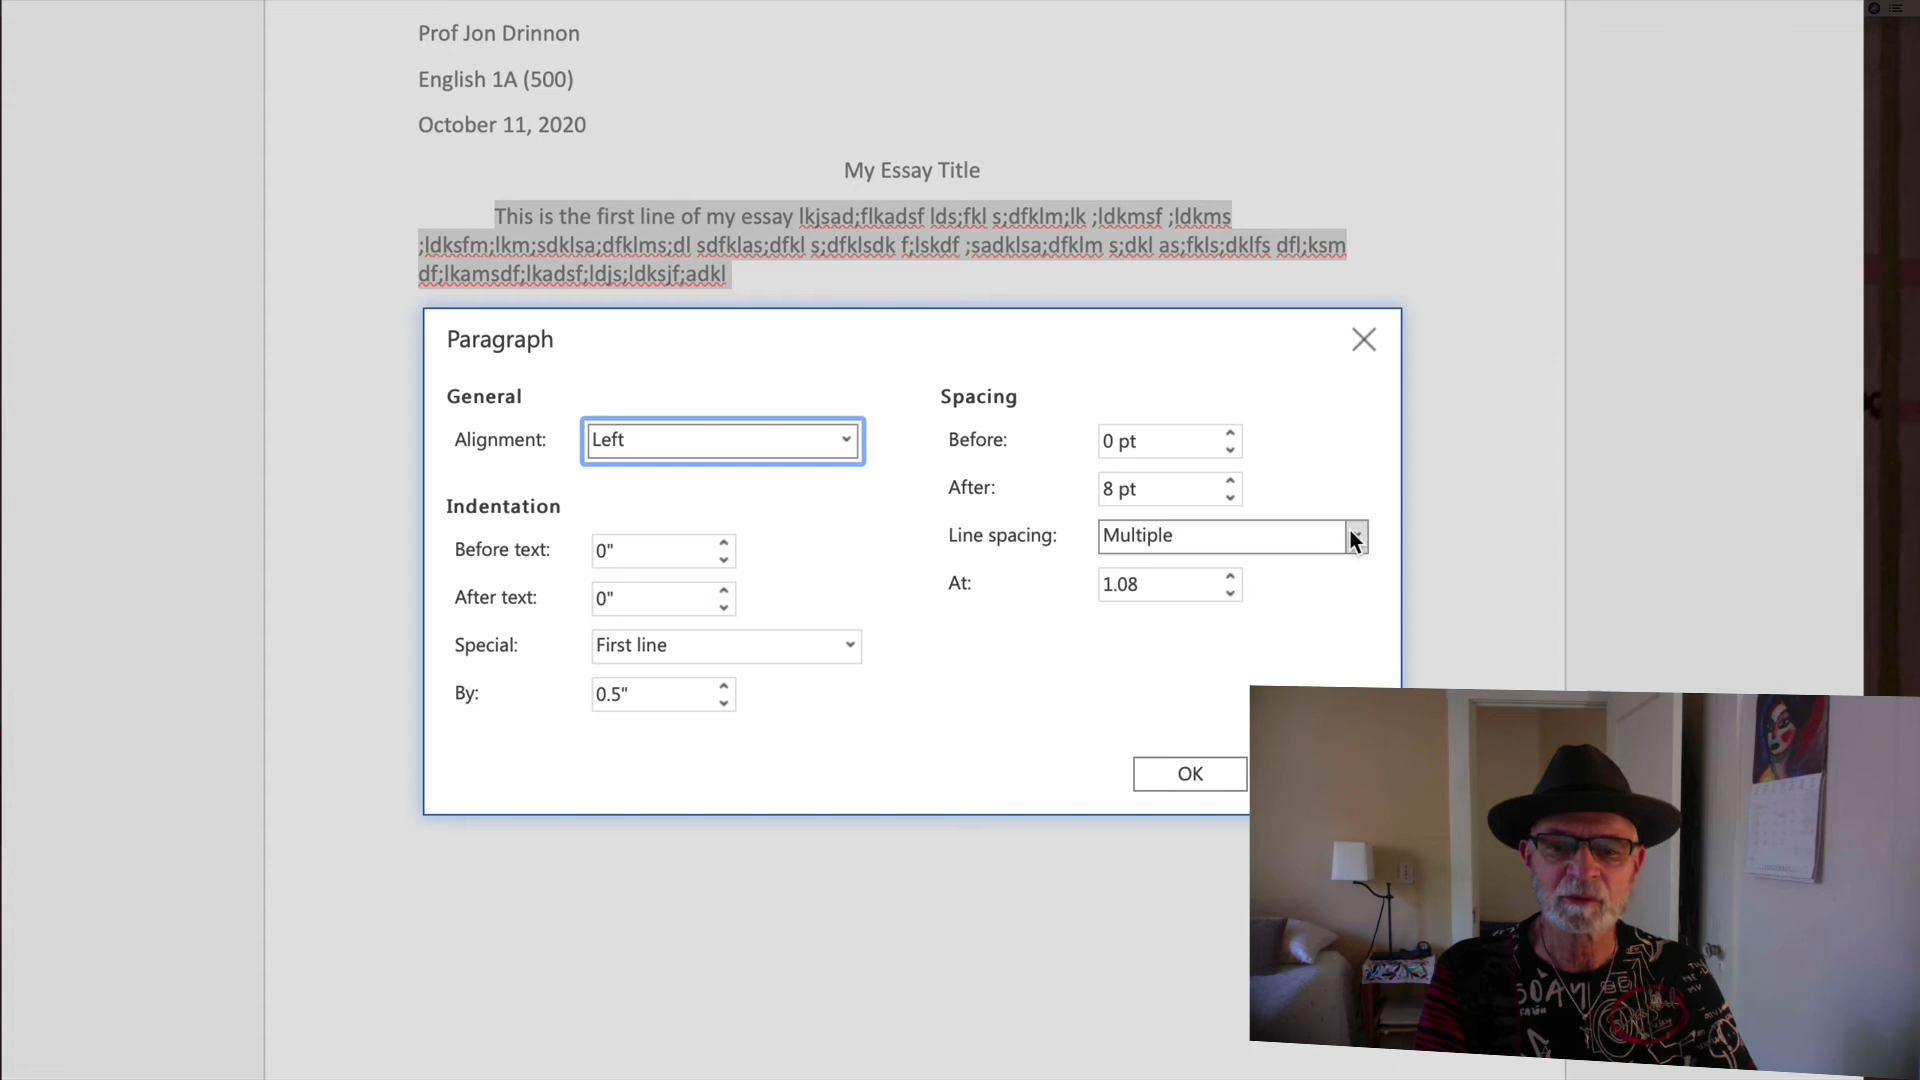 Prof Jon Drinnon
English 1A (500)
October 11, 2020
My Essay Title
This is the first line of my essay lkjsad;flkadsf lds;fkl s;dfklm;lk ;ldkmsf ;ldkms
;ldksfm;lkm;sdklsa;dfklms;dl sdfklas;dfkl s;dfklsdk f;lskdf ;sadklsa;dfklm s;dkl as;fkls;dklfs dfl;ksm
df;lkamsdf;lkadsf;ldjs;ldksjf;adkl
Paragraph
General
Alignment: Left
Indentation
Before text: 0"
After text: 0"
Special: First line
By: 0.5"
Spacing
Before: 0 pt
After: 8 pt
Line spacing: Multiple
At: 1.08
OK